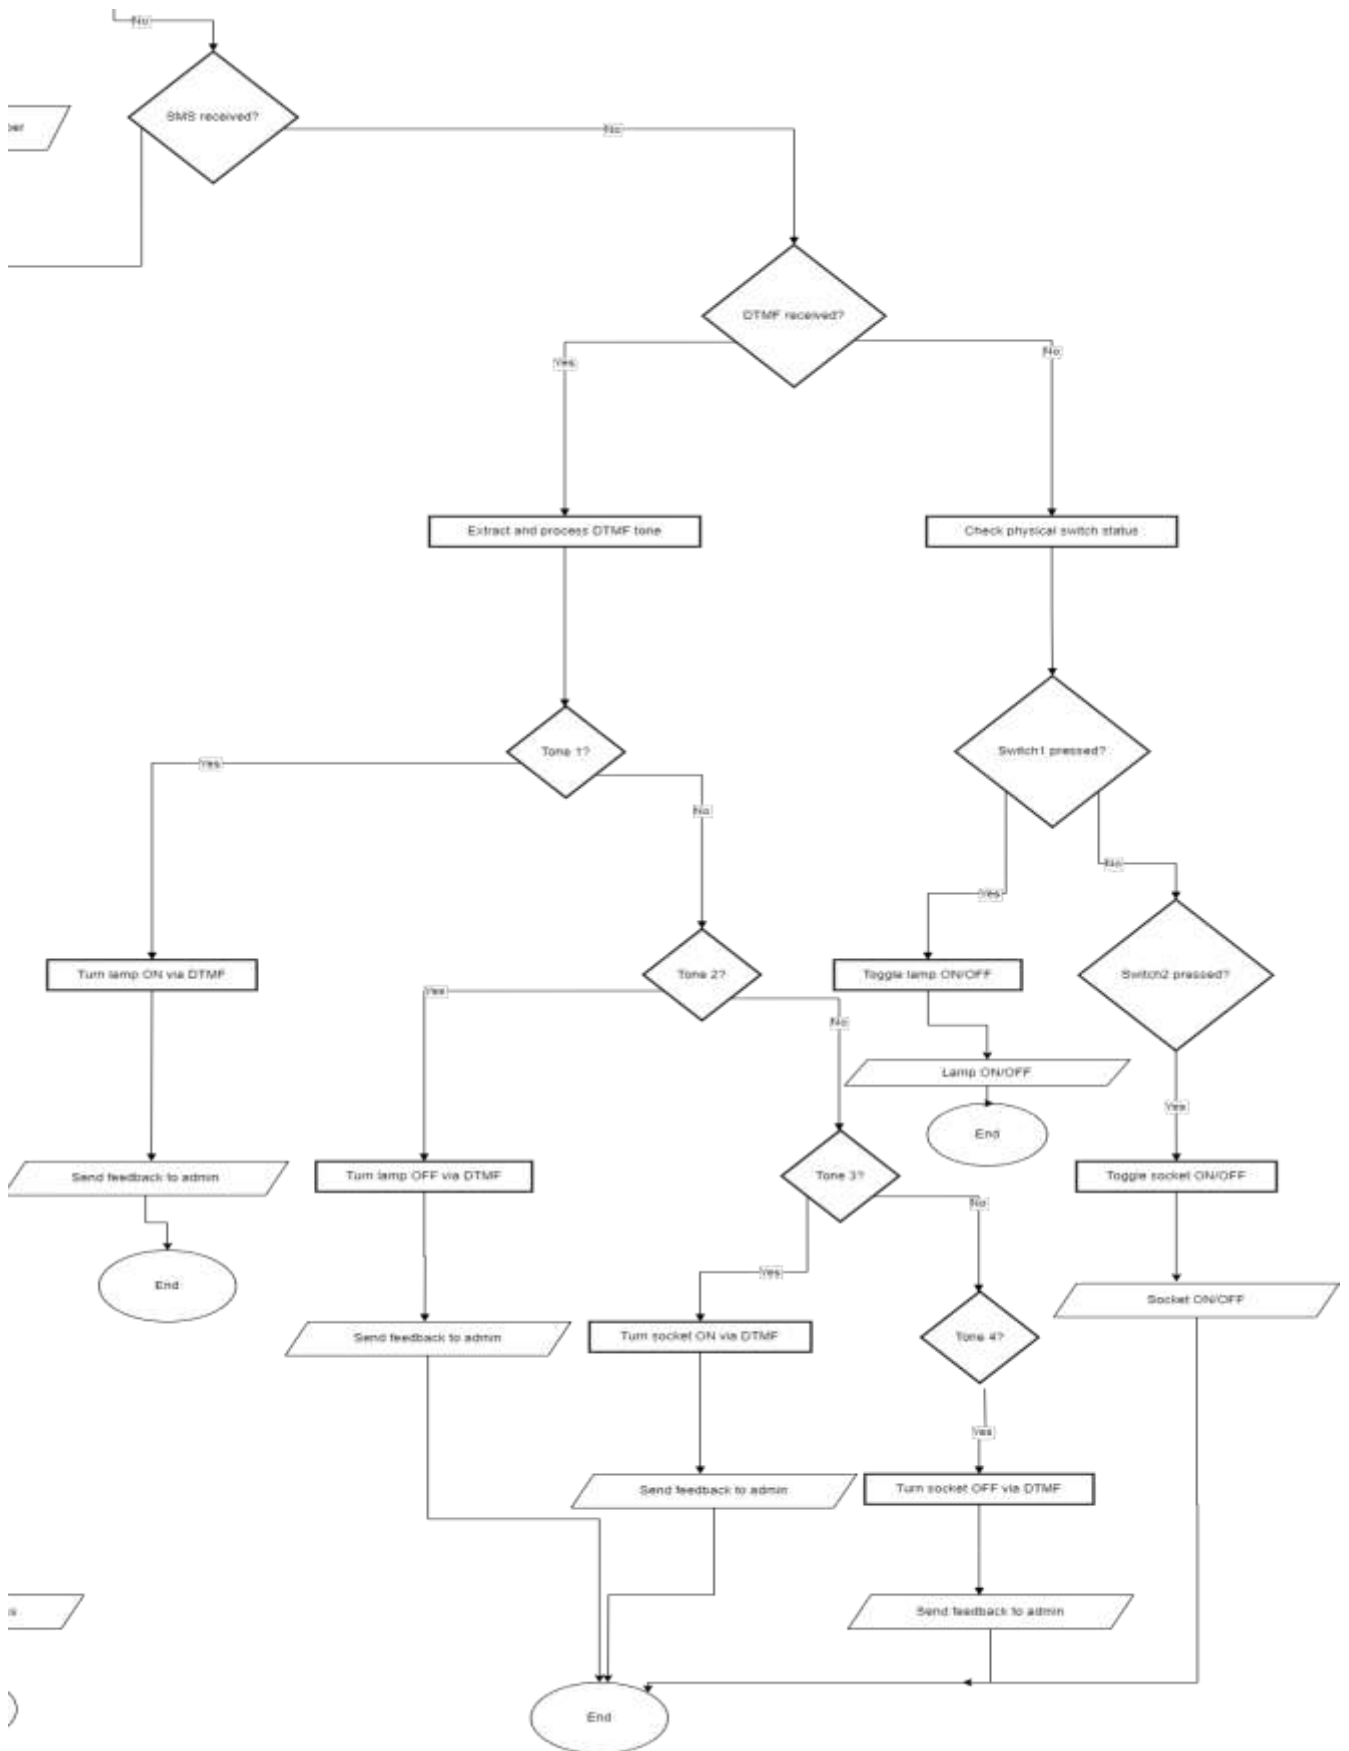 No
SMS received?
No
DTMF received?
Yes
No
Extract and process DTMF tone
Check physical switch status
Tone 1?
Switch1 pressed?
Yes
No
No
Yes
Turn lamp ON via DTMF
Tone 2?
Toggle lamp ON/OFF
Switch2 pressed?
Yes
No
Lamp ON/OFF
Yes
End
Send feedback to admin
Turn lamp OFF via DTMF
Tone 3?
Toggle socket ON/OFF
No
Yes
End
Socket ON/OFF
Send feedback to admin
Turn socket ON via DTMF
Tone 4?
Yes
Send feedback to admin
Turn socket OFF via DTMF
Send feedback to admin
End